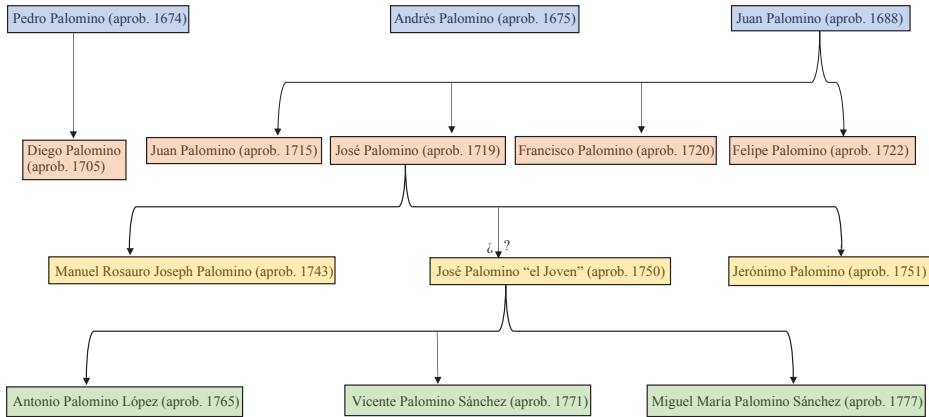 Pedro Palomino (aprob. 1674)
Andrés Palomino (aprob. 1675)
Juan Palomino (aprob. 1688)
Diego Palomino
(aprob. 1705)
Juan Palomino (aprob. 1715)
José Palomino (aprob. 1719)
Francisco Palomino (aprob. 1720)
Felipe Palomino (aprob. 1722)
¿ ?
Manuel Rosauro Joseph Palomino (aprob. 1743)
José Palomino “el Joven” (aprob. 1750)
Jerónimo Palomino (aprob. 1751)
Antonio Palomino López (aprob. 1765)
Vicente Palomino Sánchez (aprob. 1771)
Miguel María Palomino Sánchez (aprob. 1777)